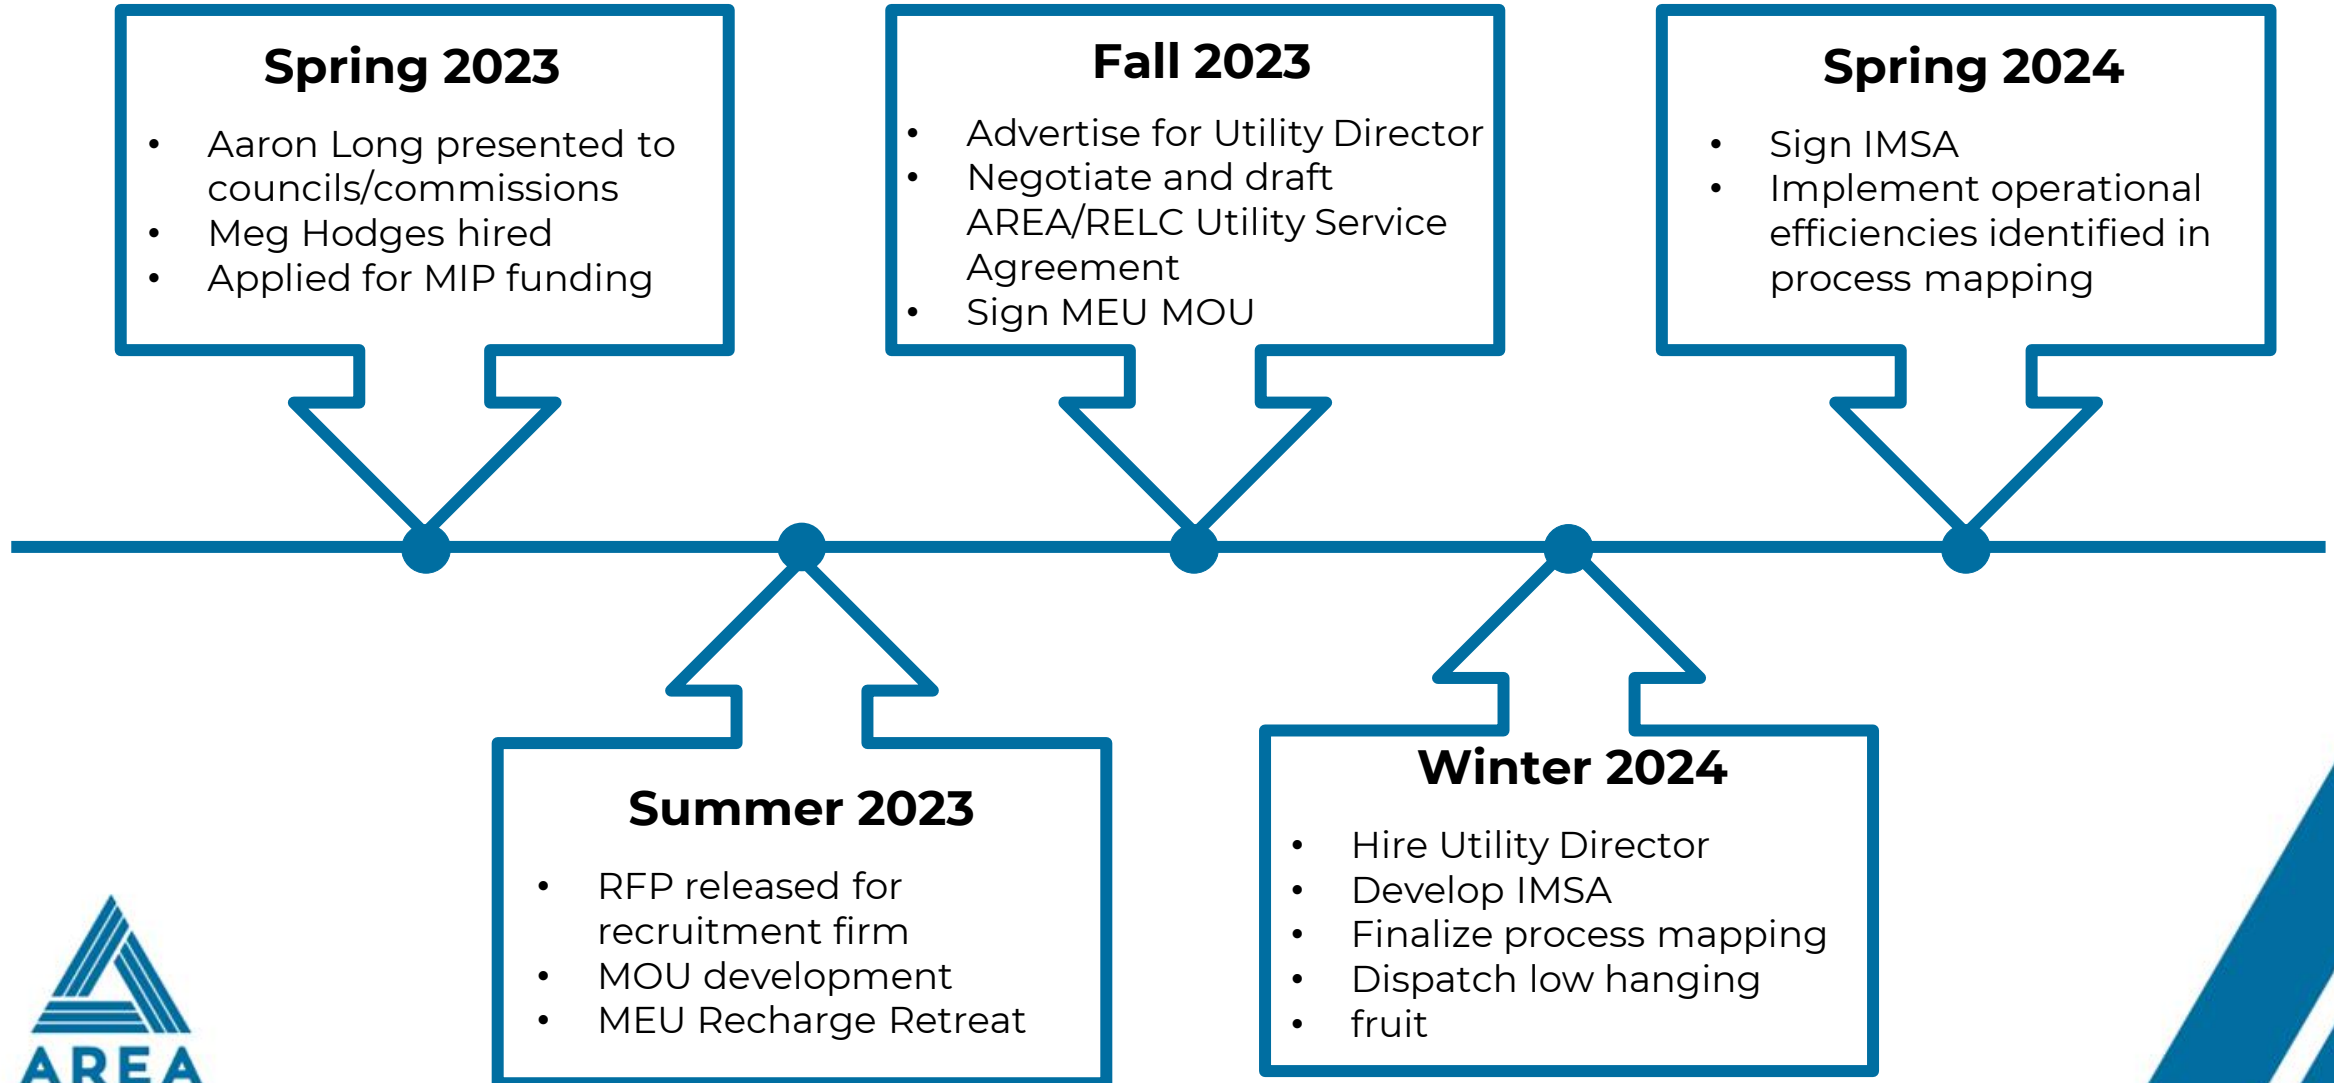 Spring 2023
• Aaron Long presented to
councils/commissions
• Meg Hodges hired
• Applied for MIP funding
Fall 2023
• Advertise for Utility Director
• Negotiate and draft
AREA/RELC Utility Service
Agreement
• Sign MEU MOU
Spring 2024
• Sign IMSA
• Implement operational
efficiencies identified in
process mapping
Summer 2023
• RFP released for
recruitment firm
• MOU development
• MEU Recharge Retreat
Winter 2024
• Hire Utility Director
• Develop IMSA
• Finalize process mapping
• Dispatch low hanging
• fruit
AREA